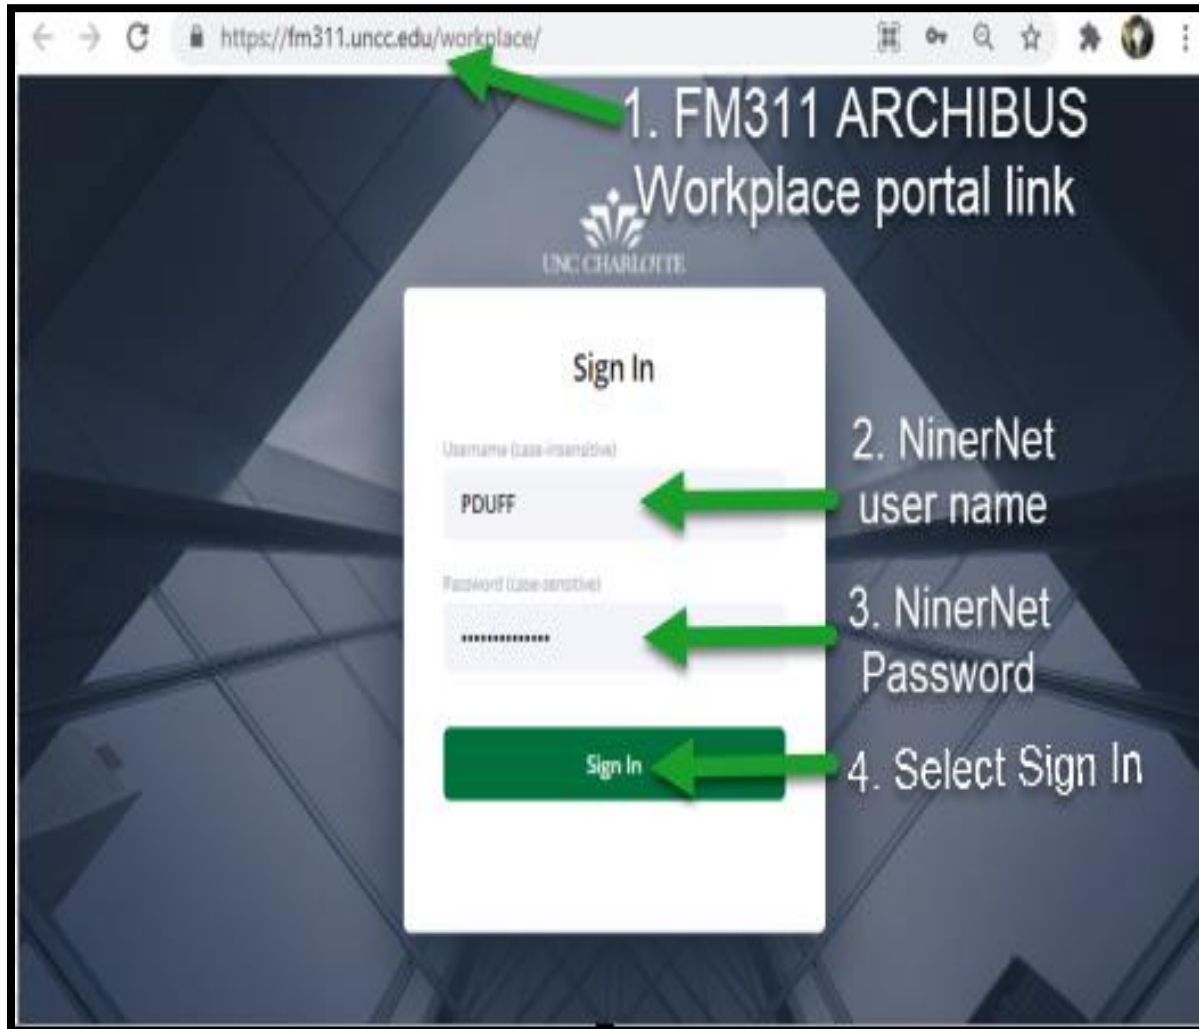 https://fm311.uncc.edu/workplace/
1. FM311 ARCHIBUS
Workplace portal link
UNC CHARLOTTE
Sign In
Username (case-insensitive)
2. NinerNet
user name
PDUFF
Password (case-sensitive)
3. NinerNet
Password
••••••••••••••
Sign In
4. Select Sign In